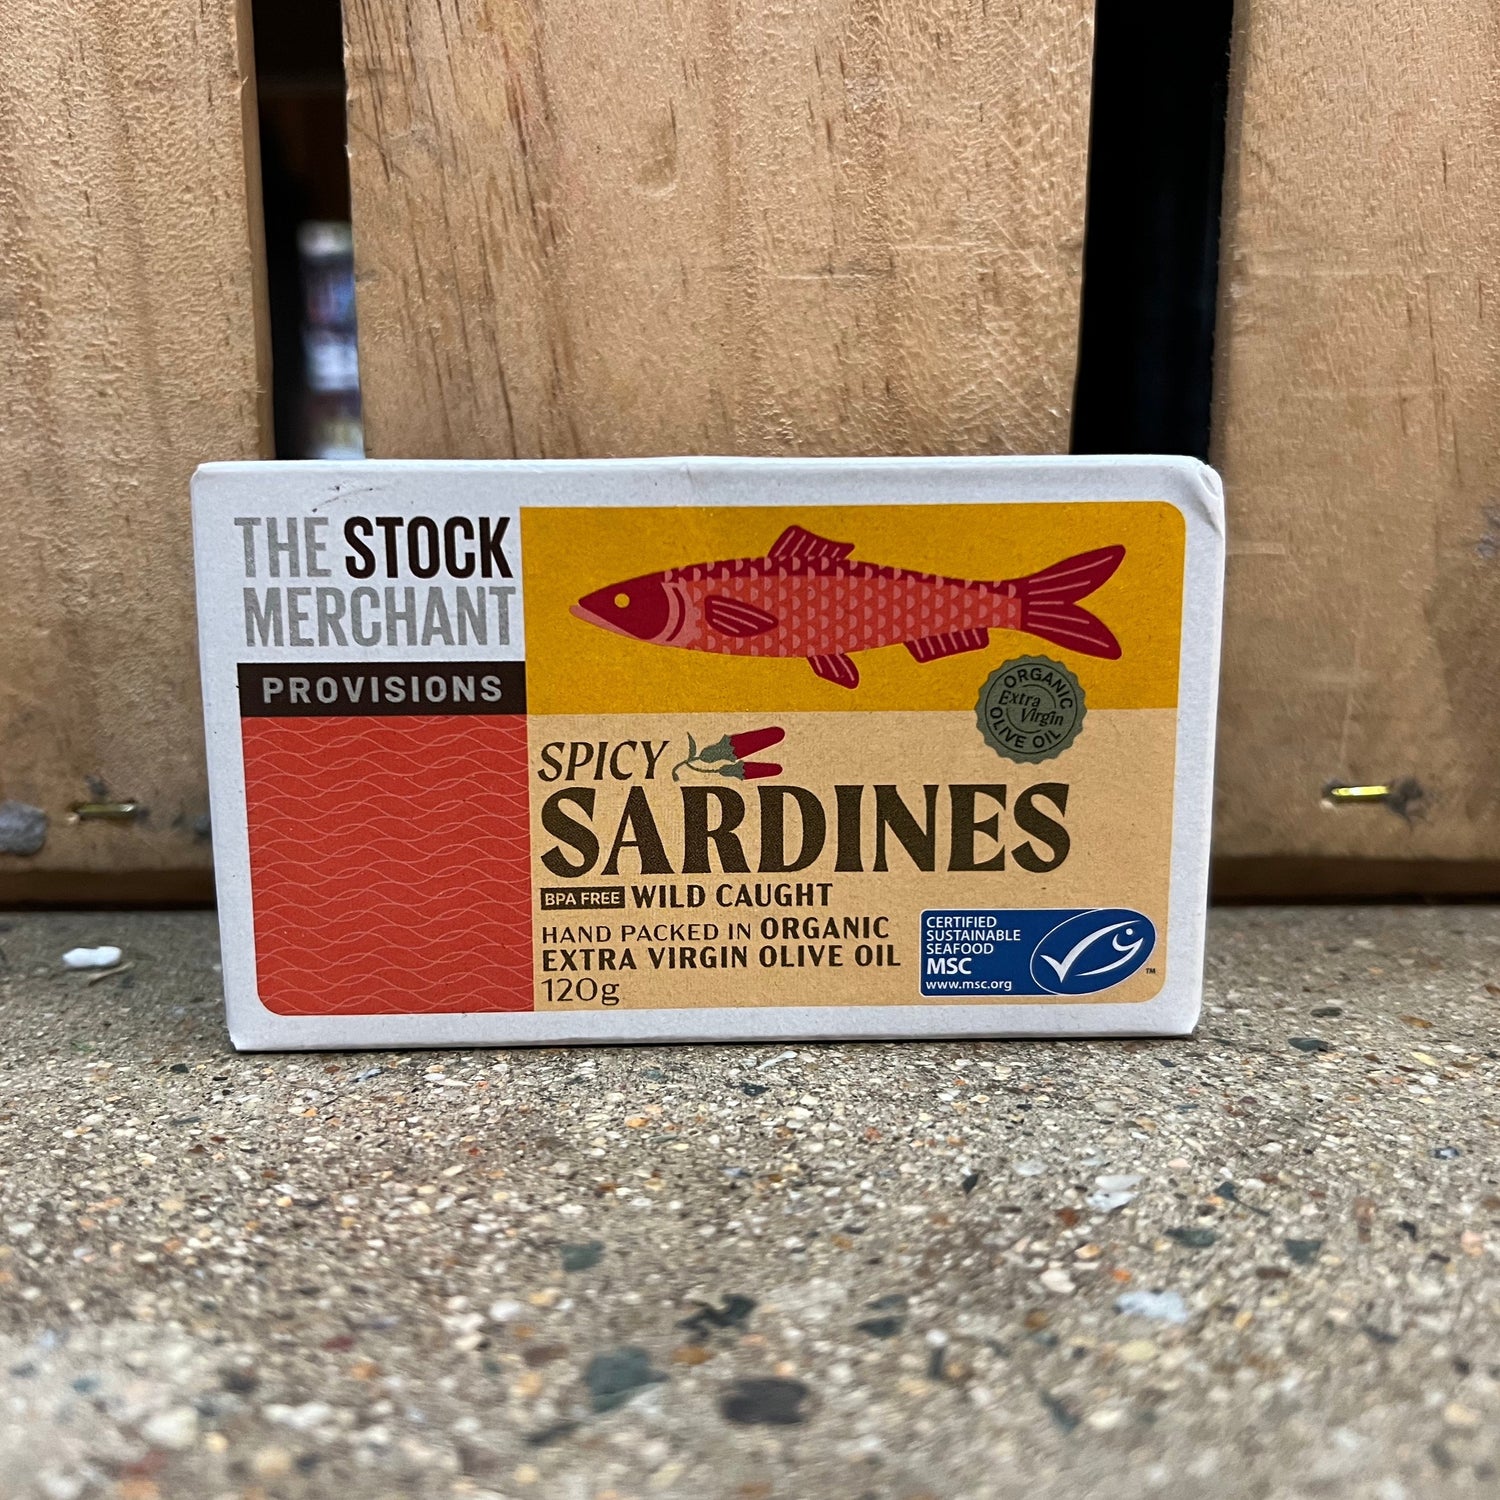 THE STOCK
MERCHANT
PROVISIONS
ORGANIC
Extra
Virgin
OLIVE OIL
SPICY
SARDINES
BPA FREE WILD CAUGHT
HAND PACKED IN ORGANIC
EXTRA VIRGIN OLIVE OIL
120g
CERTIFIED
SUSTAINABLE
SEAFOOD
MSC
www.msc.org
TM